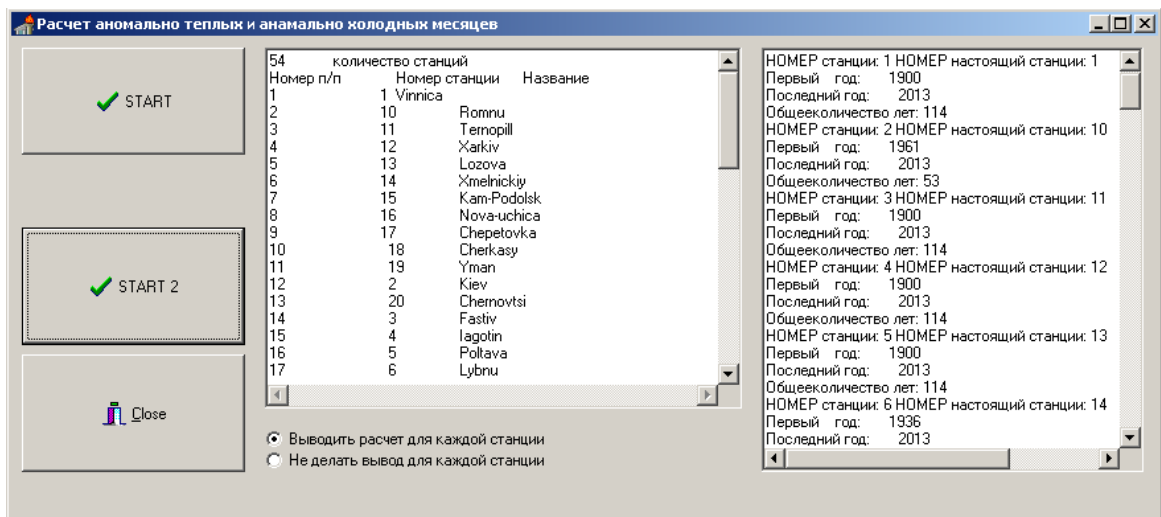 Расчет аномально теплых и анамально холодных месяцев
START
START 2
Close
54 количество станций
Номер п/п Номер станции Название
1 1 Vinnica
2 10 Romnu
3 11 Ternopill
4 12 Xarkiv
5 13 Lozova
6 14 Xmelnickiy
7 15 Kam-Podolsk
8 16 Nova-uchica
9 17 Chepetovka
10 18 Cherkasy
11 19 Yman
12 2 Kiev
13 20 Chernovtsi
14 3 Fastiv
15 4 Iagotin
16 5 Poltava
17 6 Lybnu
Выводить расчет для каждой станции
Не делать вывод для каждой станции
НОМЕР станции: 1 НОМЕР настоящий станции: 1
Первый год: 1900
Последний год: 2013
Общееколичество лет: 114
НОМЕР станции: 2 НОМЕР настоящий станции: 10
Первый год: 1961
Последний год: 2013
Общееколичество лет: 53
НОМЕР станции: 3 НОМЕР настоящий станции: 11
Первый год: 1900
Последний год: 2013
Общееколичество лет: 114
НОМЕР станции: 4 НОМЕР настоящий станции: 12
Первый год: 1900
Последний год: 2013
Общееколичество лет: 114
НОМЕР станции: 5 НОМЕР настоящий станции: 13
Первый год: 1900
Последний год: 2013
Общееколичество лет: 114
НОМЕР станции: 6 НОМЕР настоящий станции: 14
Первый год: 1936
Последний год: 2013